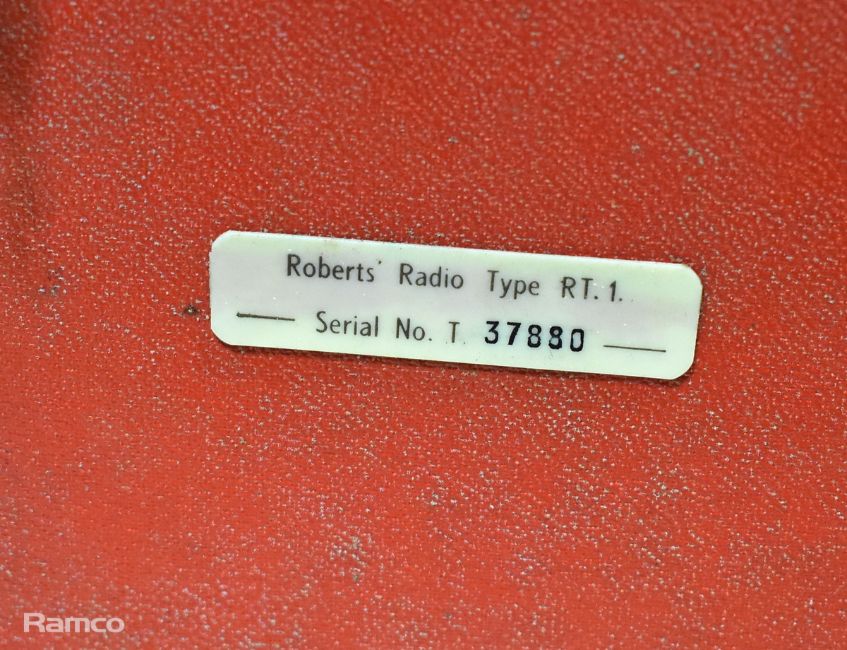 Roberts' Radio Type RT.1.
Serial No. T. 37880
Ramco